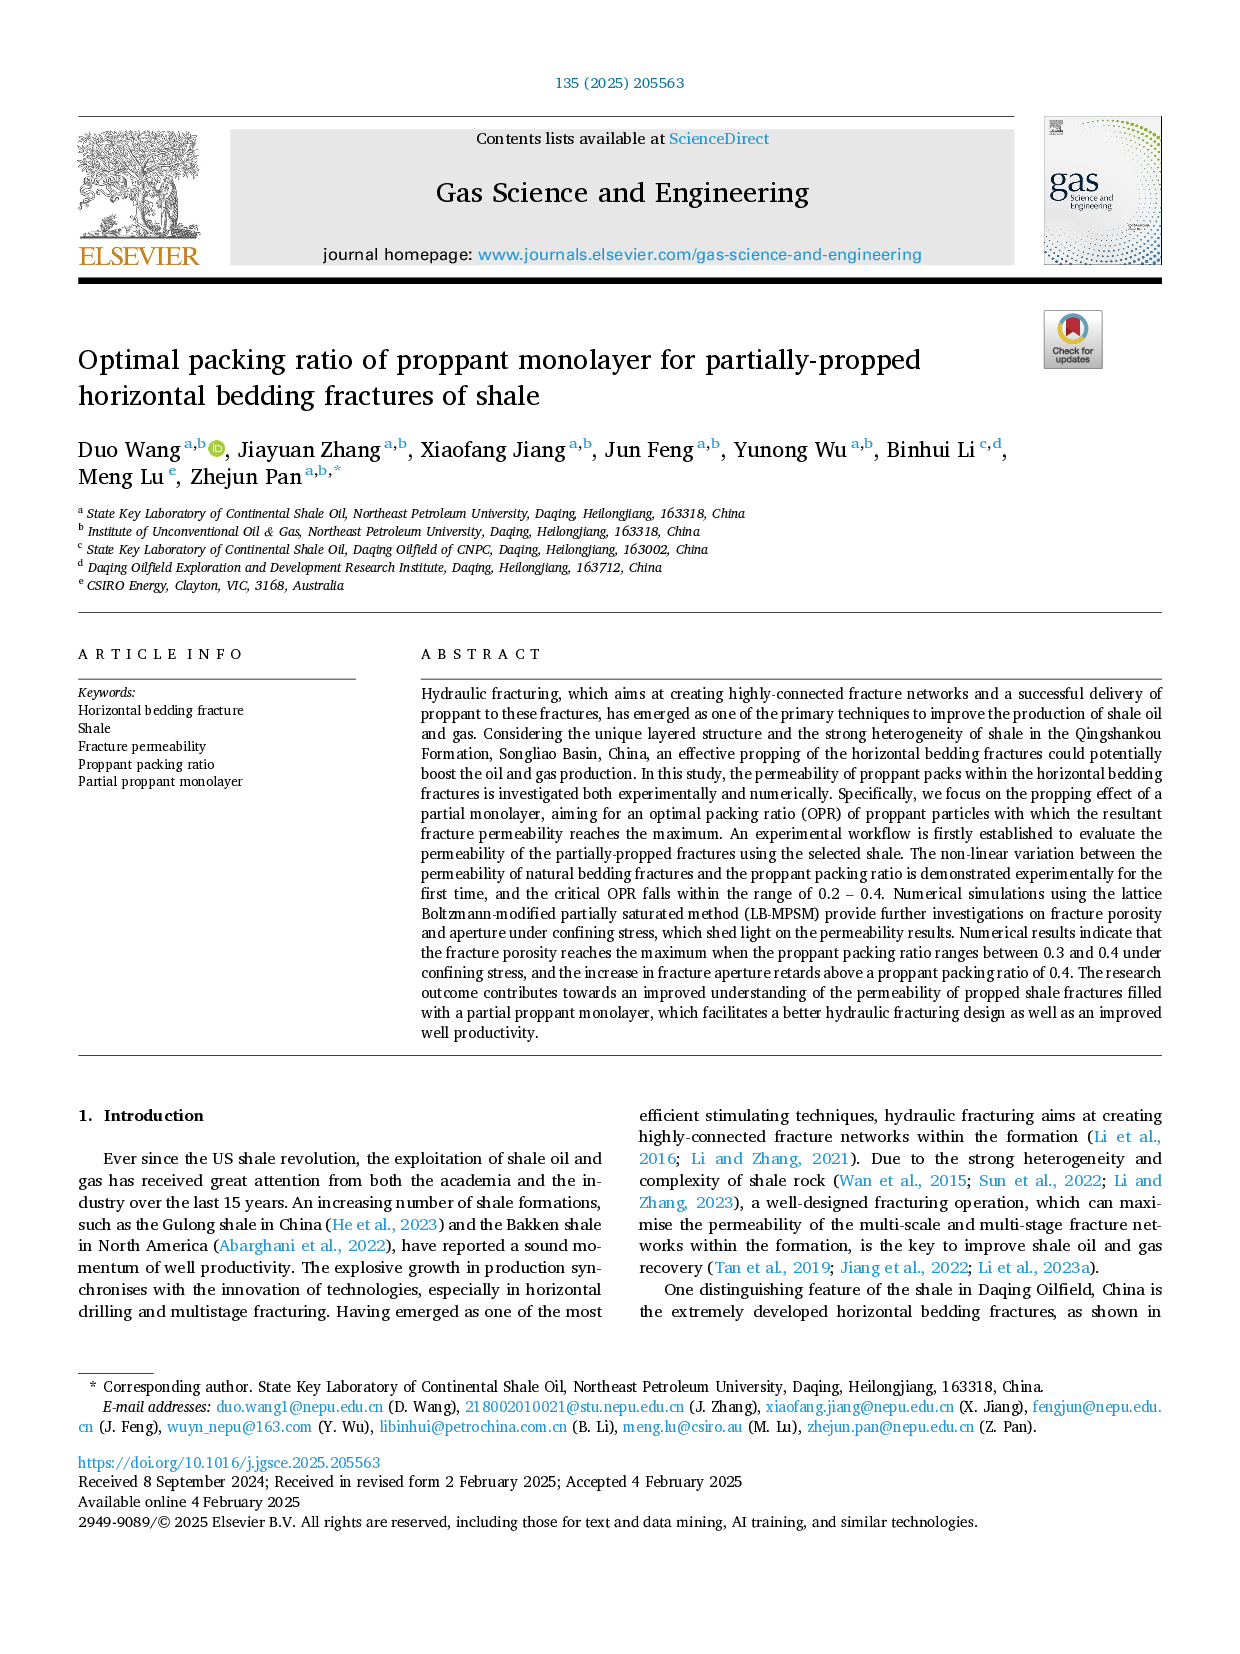 135 (2025) 205563
Contents lists available at ScienceDirect
Gas Science and Engineering
journal homepage: www.journals.elsevier.com/gas-science-and-engineering
ELSEVIER
gas
Science and
Engineering
Check for
updates
Optimal packing ratio of proppant monolayer for partially-propped
horizontal bedding fractures of shale
Duo Wang a,b, Jiayuan Zhang a,b, Xiaofang Jiang a,b, Jun Feng a,b, Yunong Wu a,b, Binhui Li c,d,
Meng Lu e, Zhejun Pan a,b,*
a State Key Laboratory of Continental Shale Oil, Northeast Petroleum University, Daqing, Heilongjiang, 163318, China
b Institute of Unconventional Oil & Gas, Northeast Petroleum University, Daqing, Heilongjiang, 163318, China
c State Key Laboratory of Continental Shale Oil, Daqing Oilfield of CNPC, Daqing, Heilongjiang, 163002, China
d Daqing Oilfield Exploration and Development Research Institute, Daqing, Heilongjiang, 163712, China
e CSIRO Energy, Clayton, VIC, 3168, Australia
ARTICLE INFO
Keywords:
Horizontal bedding fracture
Shale
Fracture permeability
Proppant packing ratio
Partial proppant monolayer
ABSTRACT
Hydraulic fracturing, which aims at creating highly-connected fracture networks and a successful delivery of
proppant to these fractures, has emerged as one of the primary techniques to improve the production of shale oil
and gas. Considering the unique layered structure and the strong heterogeneity of shale in the Qingshankou
Formation, Songliao Basin, China, an effective propping of the horizontal bedding fractures could potentially
boost the oil and gas production. In this study, the permeability of proppant packs within the horizontal bedding
fractures is investigated both experimentally and numerically. Specifically, we focus on the propping effect of a
partial monolayer, aiming for an optimal packing ratio (OPR) of proppant particles with which the resultant
fracture permeability reaches the maximum. An experimental workflow is firstly established to evaluate the
permeability of the partially-propped fractures using the selected shale. The non-linear variation between the
permeability of natural bedding fractures and the proppant packing ratio is demonstrated experimentally for the
first time, and the critical OPR falls within the range of 0.2 – 0.4. Numerical simulations using the lattice
Boltzmann-modified partially saturated method (LB-MPSM) provide further investigations on fracture porosity
and aperture under confining stress, which shed light on the permeability results. Numerical results indicate that
the fracture porosity reaches the maximum when the proppant packing ratio ranges between 0.3 and 0.4 under
confining stress, and the increase in fracture aperture retards above a proppant packing ratio of 0.4. The research
outcome contributes towards an improved understanding of the permeability of propped shale fractures filled
with a partial proppant monolayer, which facilitates a better hydraulic fracturing design as well as an improved
well productivity.
1. Introduction
Ever since the US shale revolution, the exploitation of shale oil and
gas has received great attention from both the academia and the in-
dustry over the last 15 years. An increasing number of shale formations,
such as the Gulong shale in China (He et al., 2023) and the Bakken shale
in North America (Abarghani et al., 2022), have reported a sound mo-
mentum of well productivity. The explosive growth in production syn-
chronises with the innovation of technologies, especially in horizontal
drilling and multistage fracturing. Having emerged as one of the most
efficient stimulating techniques, hydraulic fracturing aims at creating
highly-connected fracture networks within the formation (Li et al.,
2016; Li and Zhang, 2021). Due to the strong heterogeneity and
complexity of shale rock (Wan et al., 2015; Sun et al., 2022; Li and
Zhang, 2023), a well-designed fracturing operation, which can maxi-
mise the permeability of the multi-scale and multi-stage fracture net-
works within the formation, is the key to improve shale oil and gas
recovery (Tan et al., 2019; Jiang et al., 2022; Li et al., 2023a).
One distinguishing feature of the shale in Daqing Oilfield, China is
the extremely developed horizontal bedding fractures, as shown in
* Corresponding author. State Key Laboratory of Continental Shale Oil, Northeast Petroleum University, Daqing, Heilongjiang, 163318, China.
E-mail addresses: duo.wang1@nepu.edu.cn (D. Wang), 218002010021@stu.nepu.edu.cn (J. Zhang), xiaofang.jiang@nepu.edu.cn (X. Jiang), fengjun@nepu.edu.
cn (J. Feng), wuyn_nepu@163.com (Y. Wu), libinhui@petrochina.com.cn (B. Li), meng.lu@csiro.au (M. Lu), zhejun.pan@nepu.edu.cn (Z. Pan).
https://doi.org/10.1016/j.jgsce.2025.205563
Received 8 September 2024; Received in revised form 2 February 2025; Accepted 4 February 2025
Available online 4 February 2025
2949-9089/© 2025 Elsevier B.V. All rights are reserved, including those for text and data mining, AI training, and similar technologies.